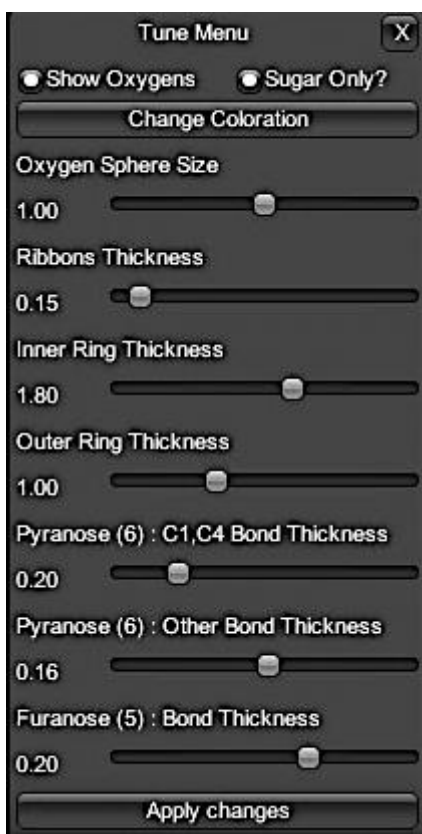 Tune Menu X
Show Oxygens Sugar Only?
Change Coloration
Oxygen Sphere Size
1.00
Ribbons Thickness
0.15
Inner Ring Thickness
1.80
Outer Ring Thickness
1.00
Pyranose (6) : C1,C4 Bond Thickness
0.20
Pyranose (6) : Other Bond Thickness
0.16
Furanose (5) : Bond Thickness
0.20
Apply changes